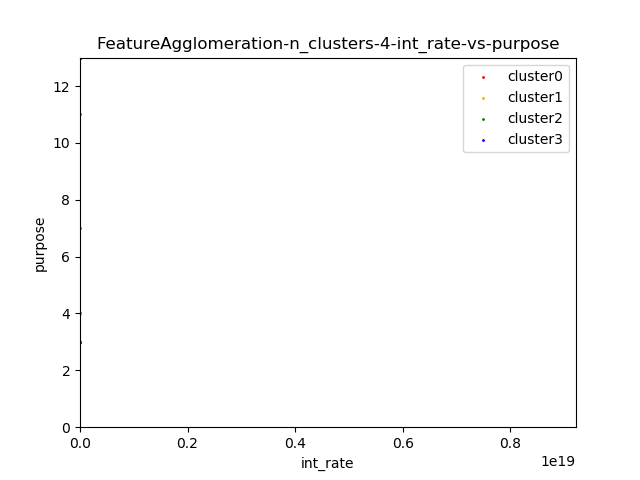 FeatureAgglomeration-n_clusters-4-int_rate-vs-purpose
cluster0
cluster1
cluster2
cluster3
12
10
8
6
4
2
0
purpose
0.0 0.2 0.4 0.6 0.8
1e19
int_rate